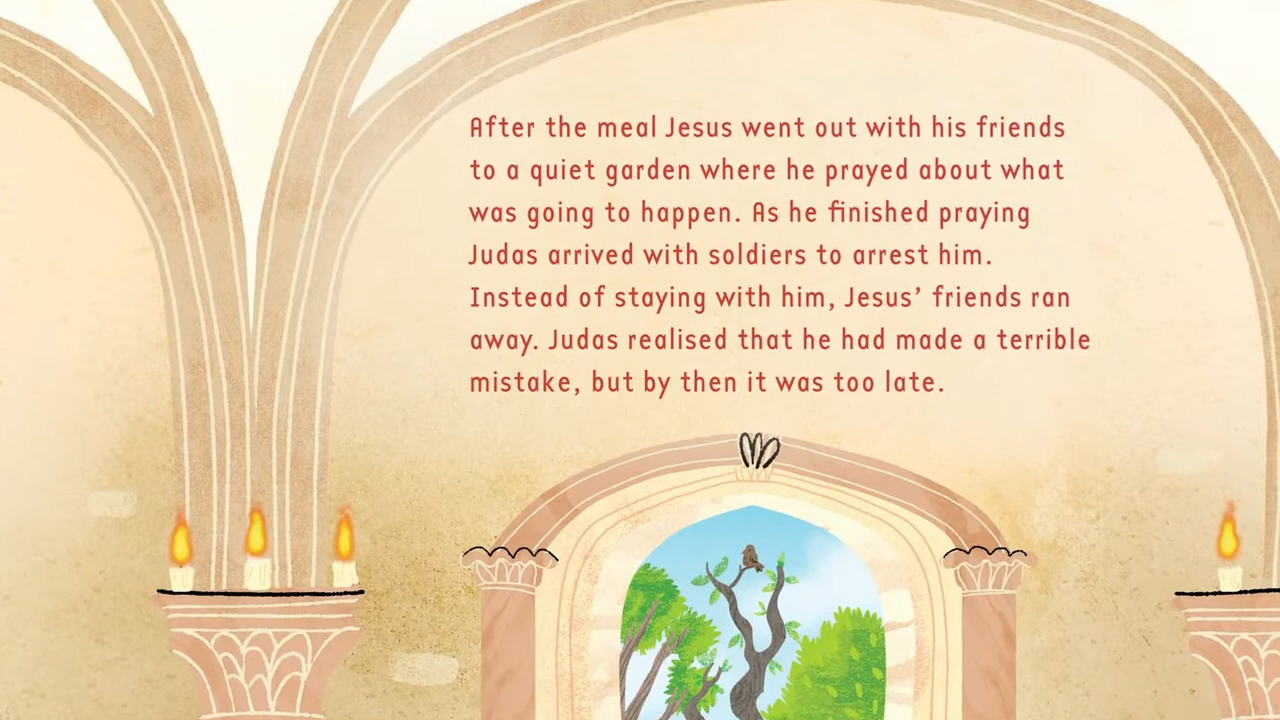 After the meal Jesus went out with his friends
to a quiet garden where he prayed about what
was going to happen. As he finished praying
Judas arrived with soldiers to arrest him.
Instead of staying with him, Jesus’ friends ran
away. Judas realised that he had made a terrible
mistake, but by then it was too late.